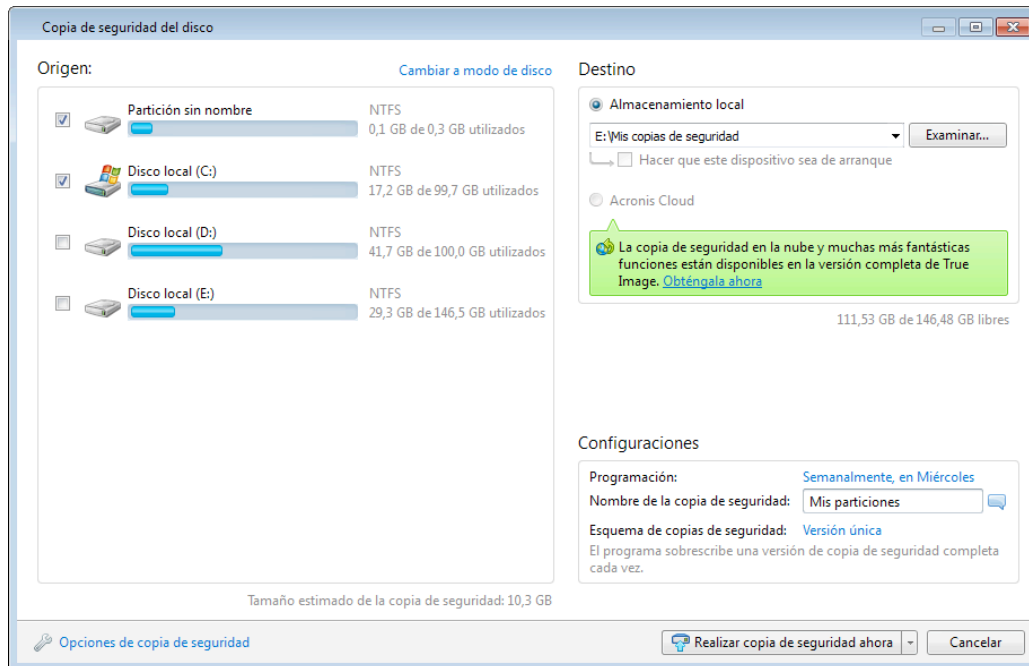 Copia de seguridad del disco
Origen:
Cambiar a modo de disco
Partición sin nombre
NTFS
0,1 GB de 0,3 GB utilizados
Disco local (C:)
NTFS
17,2 GB de 99,7 GB utilizados
Disco local (D:)
NTFS
41,7 GB de 100,0 GB utilizados
Disco local (E:)
NTFS
29,3 GB de 146,5 GB utilizados
Tamaño estimado de la copia de seguridad: 10,3 GB
Destino
Almacenamiento local
E:\Mis copias de seguridad
Examinar...
Hacer que este dispositivo sea de arranque
Acronis Cloud
La copia de seguridad en la nube y muchas más fantásticas
funciones están disponibles en la versión completa de True
Image. Obténgala ahora
111,53 GB de 146,48 GB libres
Configuraciones
Programación: Semanalmente, en Miércoles
Nombre de la copia de seguridad: Mis particiones
Esquema de copias de seguridad: Versión única
El programa sobrescribe una versión de copia de seguridad completa
cada vez.
Opciones de copia de seguridad
Realizar copia de seguridad ahora
Cancelar